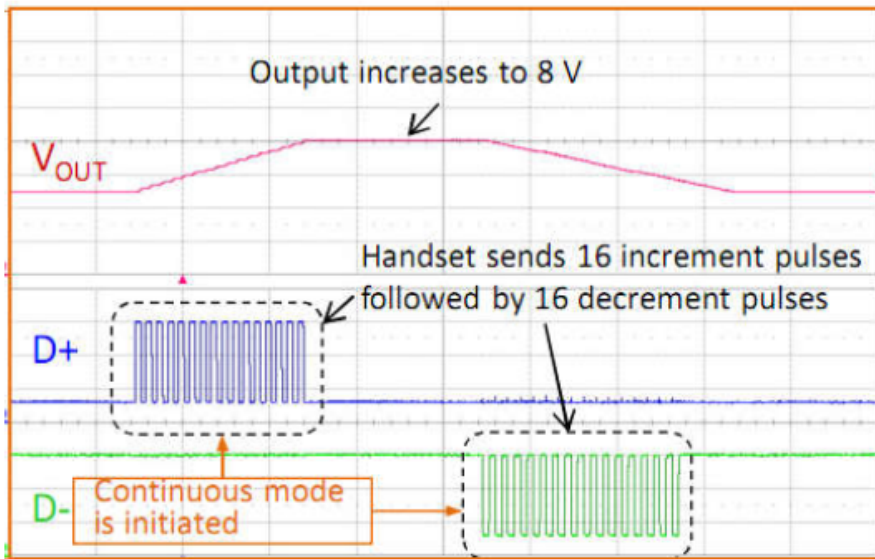 Output increases to 8 V
VOUT
Handset sends 16 increment pulses
followed by 16 decrement pulses
D+
Continuous mode
is initiated
D-